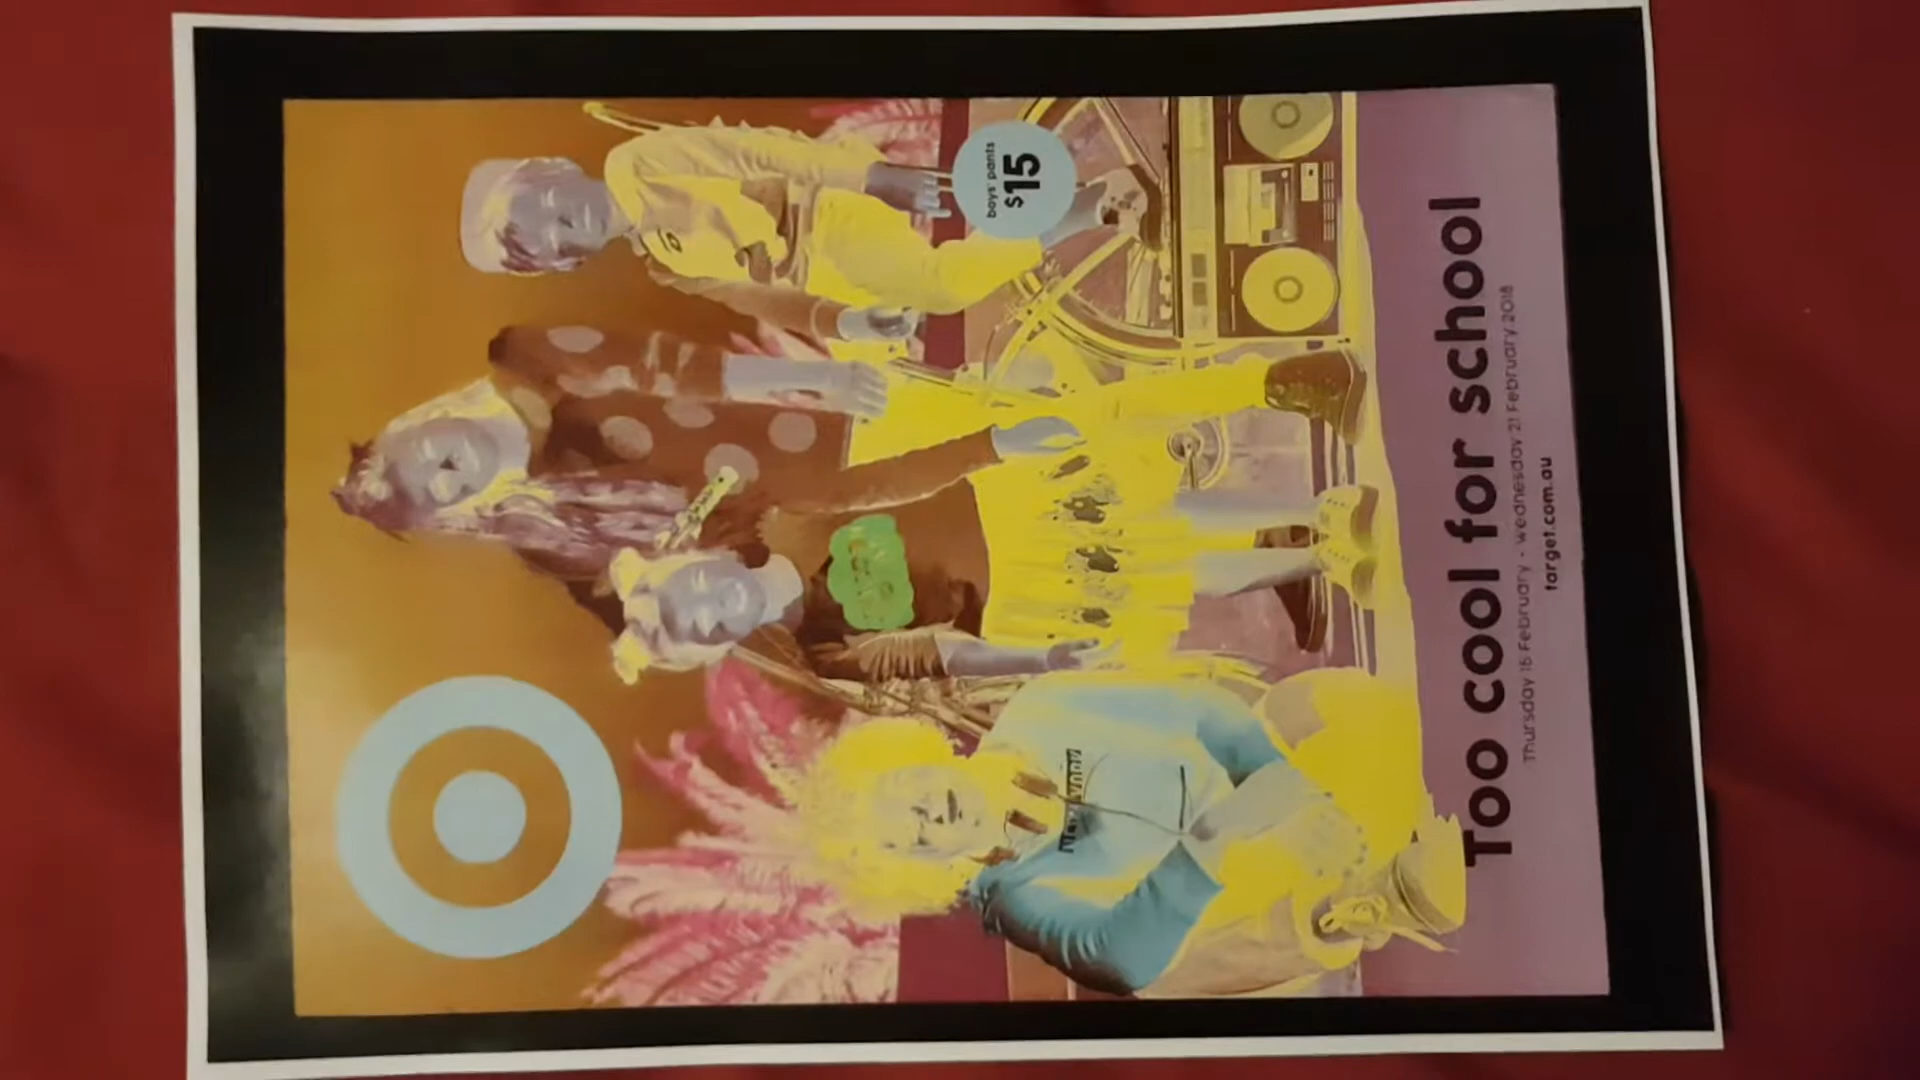 boys' pants
$15
Too cool for school
Thursday 15 February - wednesday 21 February 2018
target.com.au